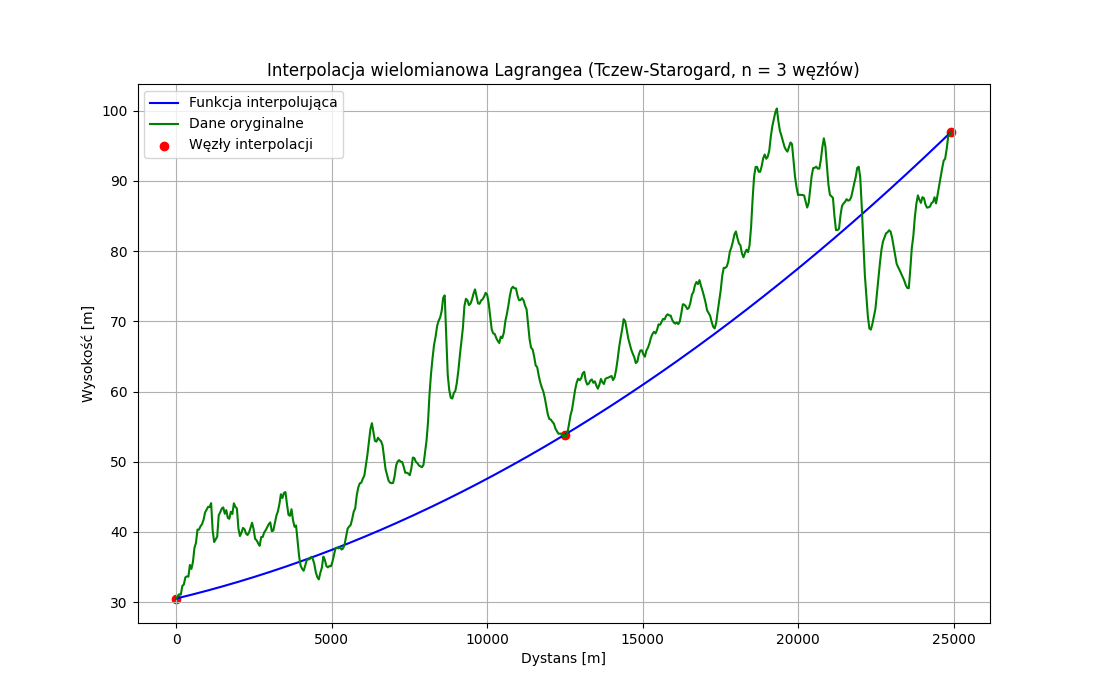 Interpolacja wielomianowa Lagrangea (Tczew-Starogard, n = 3 węzłów)
Funkcja interpolująca
Dane oryginalne
Węzły interpolacji
100
90
80
70
60
50
40
30
Wysokość [m]
0 5000 10000 15000 20000 25000
Dystans [m]